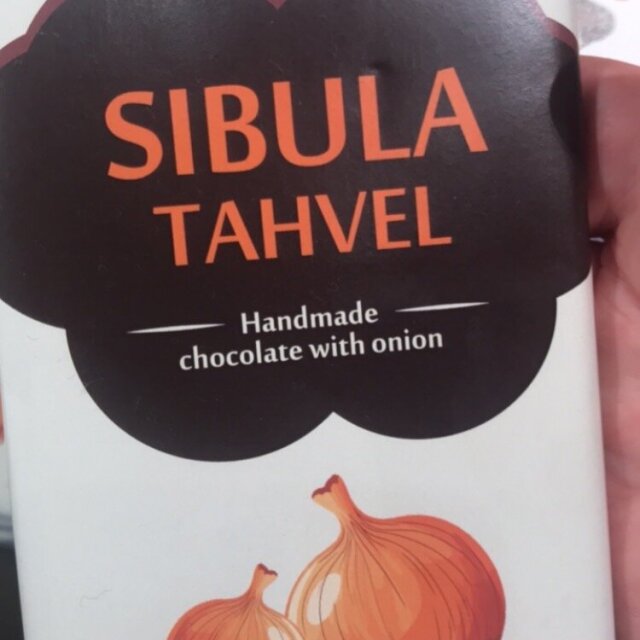 SIBULA
TAHVEL
Handmade
chocolate with onion